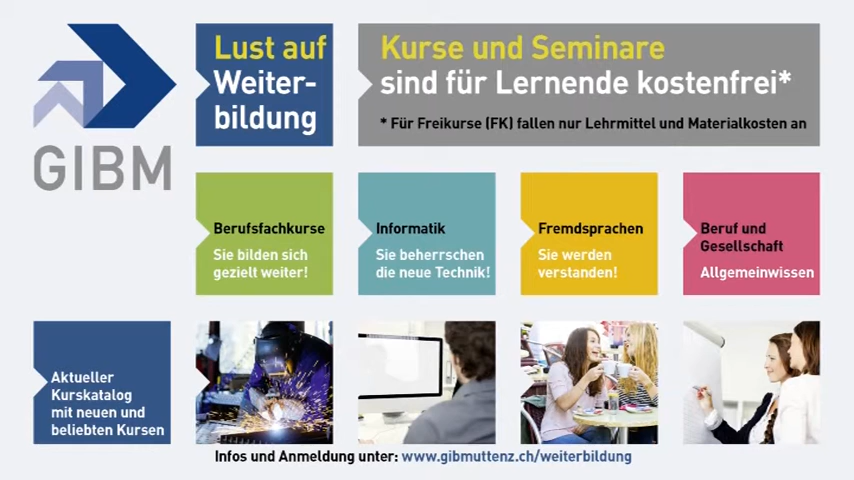 GIBM
Lust auf
Weiter-
bildung
Kurse und Seminare
sind für Lernende kostenfrei*
* Für Freikurse (FK) fallen nur Lehrmittel und Materialkosten an
Berufsfachkurse
Sie bilden sich
gezielt weiter!
Informatik
Sie beherrschen
die neue Technik!
Fremdsprachen
Sie werden
verstanden!
Beruf und
Gesellschaft
Allgemeinwissen
Aktueller
Kurskatalog
mit neuen und
beliebten Kursen
Infos und Anmeldung unter: www.gibmuttenz.ch/weiterbildung